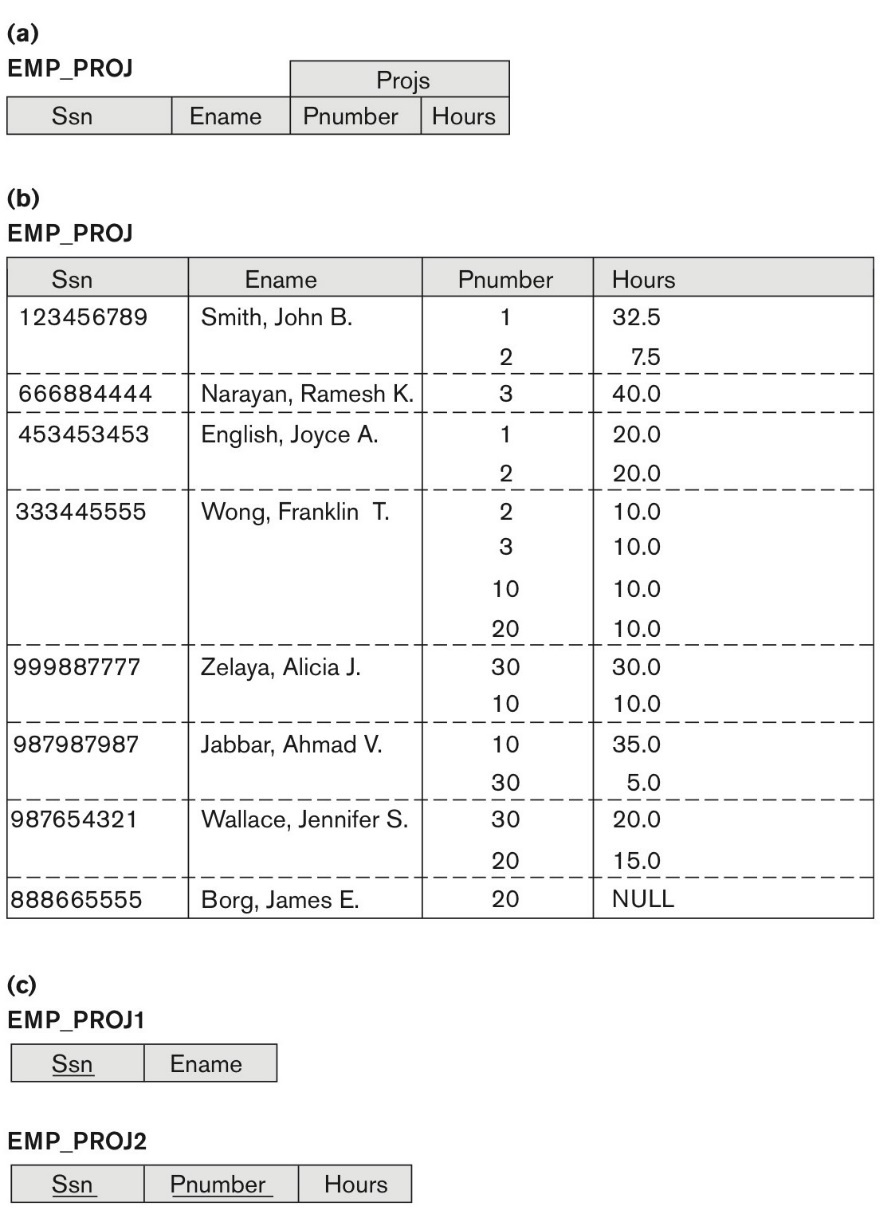 (a)
EMP_PROJ
Projs
Ssn Ename Pnumber Hours
(b)
EMP_PROJ
Ssn Ename Pnumber Hours
123456789 Smith, John B. 1 32.5
2 7.5
666884444 Narayan, Ramesh K. 3 40.0
453453453 English, Joyce A. 1 20.0
2 20.0
333445555 Wong, Franklin T. 2 10.0
3 10.0
10 10.0
20 10.0
999887777 Zelaya, Alicia J. 30 30.0
10 10.0
987987987 Jabbar, Ahmad V. 10 35.0
30 5.0
987654321 Wallace, Jennifer S. 30 20.0
20 15.0
888665555 Borg, James E. 20 NULL
(c)
EMP_PROJ1
Ssn Ename
EMP_PROJ2
Ssn Pnumber Hours